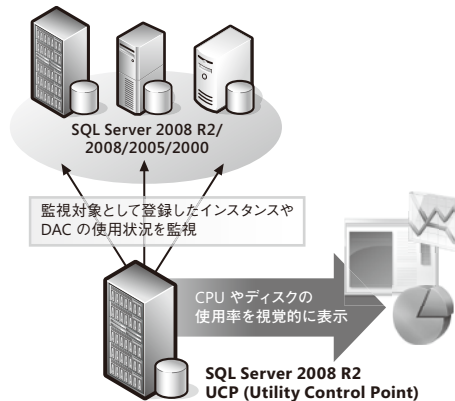 SQL Server 2008 R2/
2008/2005/2000
監視対象として登録したインスタンスや
DAC の使用状況を監視
CPU やディスクの
使用率を視覚的に表示
SQL Server 2008 R2
UCP (Utility Control Point)